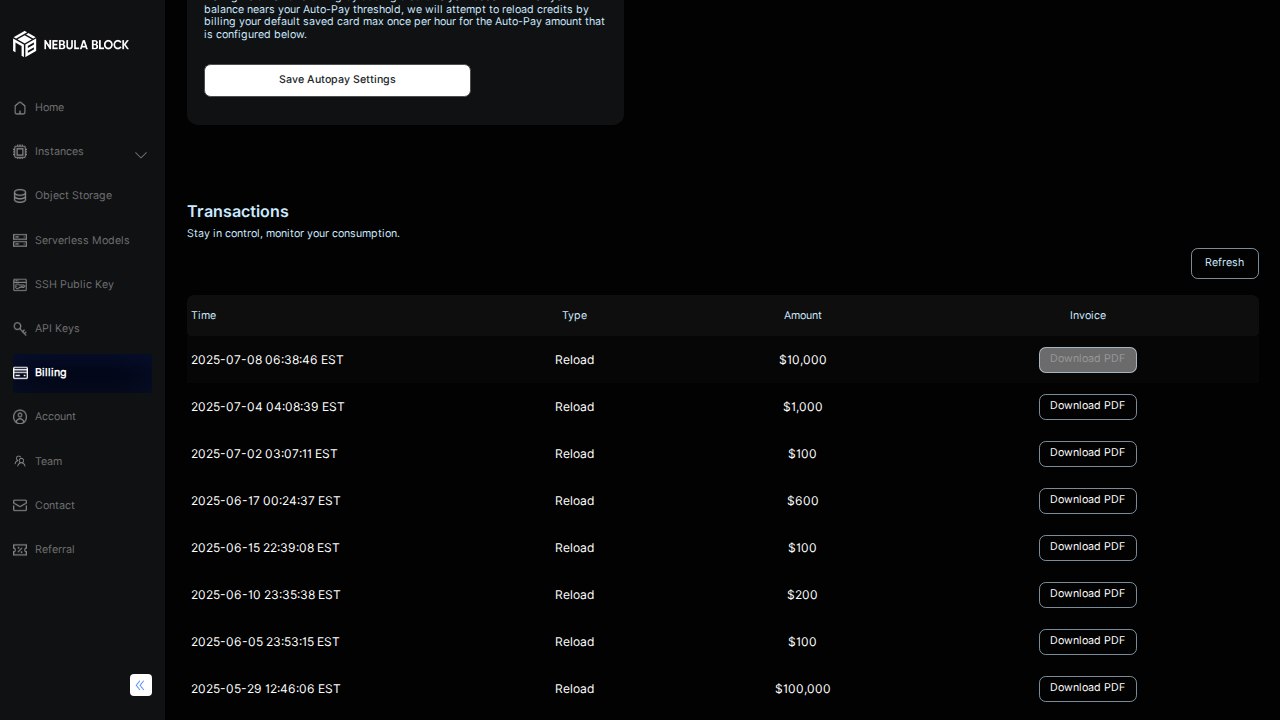 balance nears your Auto-Pay threshold, we will attempt to reload credits by
billing your default saved card max once per hour for the Auto-Pay amount that
is configured below.
Save Autopay Settings
NEBULA BLOCK
Home
Instances
Object Storage
Serverless Models
SSH Public Key
API Keys
Billing
Account
Team
Contact
Referral
Transactions
Stay in control, monitor your consumption.
Refresh
Time Type Amount Invoice
2025-07-08 06:38:46 EST Reload $10,000 Download PDF
2025-07-04 04:08:39 EST Reload $1,000 Download PDF
2025-07-02 03:07:11 EST Reload $100 Download PDF
2025-06-17 00:24:37 EST Reload $600 Download PDF
2025-06-15 22:39:08 EST Reload $100 Download PDF
2025-06-10 23:35:38 EST Reload $200 Download PDF
2025-06-05 23:53:15 EST Reload $100 Download PDF
2025-05-29 12:46:06 EST Reload $100,000 Download PDF